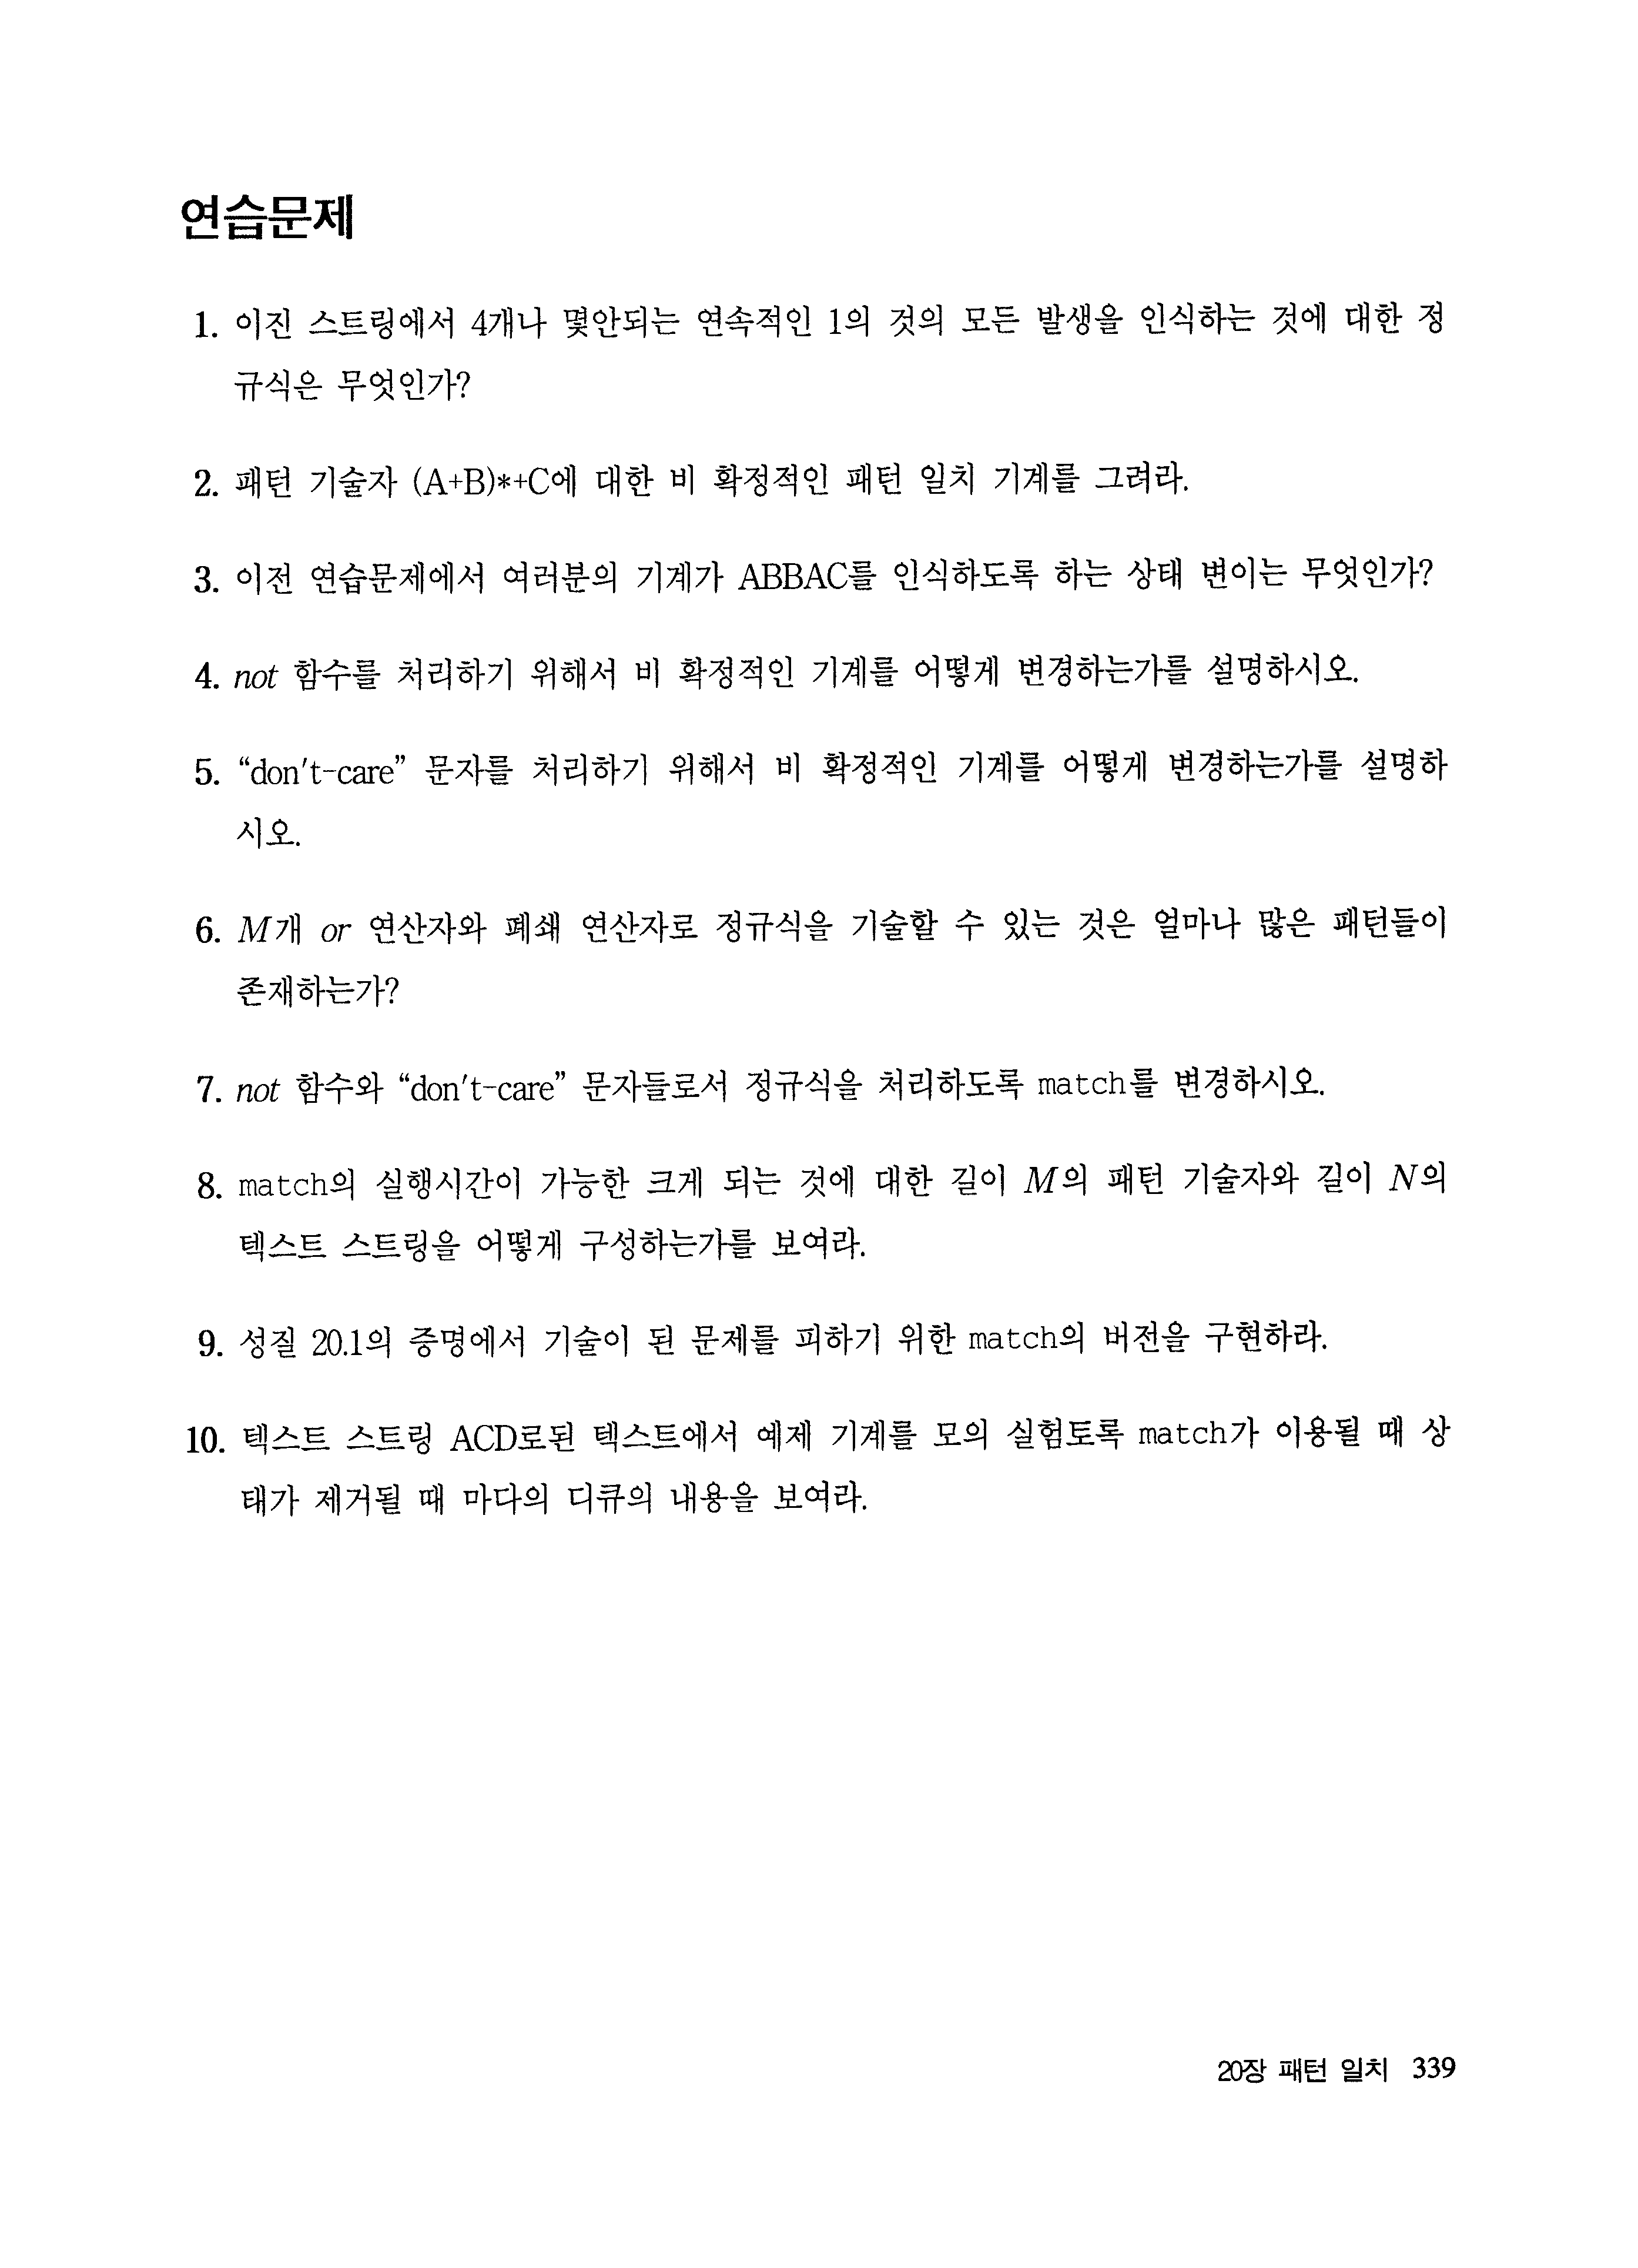 연습문제
1. 이진 스트링에서 4개나 몇안되는 연속적인 1의 것의 모든 발생을 인식하는 것에 대한 정
규식은 무엇인가?
2. 패턴 기술자 (A+B)*+C에 대한 비 확정적인 패턴 일치 기계를 그려라.
3. 이전 연습문제에서 여러분의 기계가 ABBAC를 인식하도록 하는 상태 변이는 무엇인가?
4. not 함수를 처리하기 위해서 비 확정적인 기계를 어떻게 변경하는가를 설명하시오.
5. “don't-care” 문자를 처리하기 위해서 비 확정적인 기계를 어떻게 변경하는가를 설명하
시오.
6. M개 or 연산자와 폐쇄 연산자로 정규식을 기술할 수 있는 것은 얼마나 많은 패턴들이
존재하는가?
7. not 함수와 “don't-care” 문자들로서 정규식을 처리하도록 match를 변경하시오.
8. match의 실행시간이 가능한 크게 되는 것에 대한 길이 M의 패턴 기술자와 길이 N의
텍스트 스트링을 어떻게 구성하는가를 보여라.
9. 성질 20.1의 증명에서 기술이 된 문제를 피하기 위한 match의 버전을 구현하라.
10. 텍스트 스트링 ACD로된 텍스트에서 예제 기계를 모의 실험토록 match가 이용될 때 상
태가 제거될 때 마다의 디큐의 내용을 보여라.
20장 패턴 일치 339